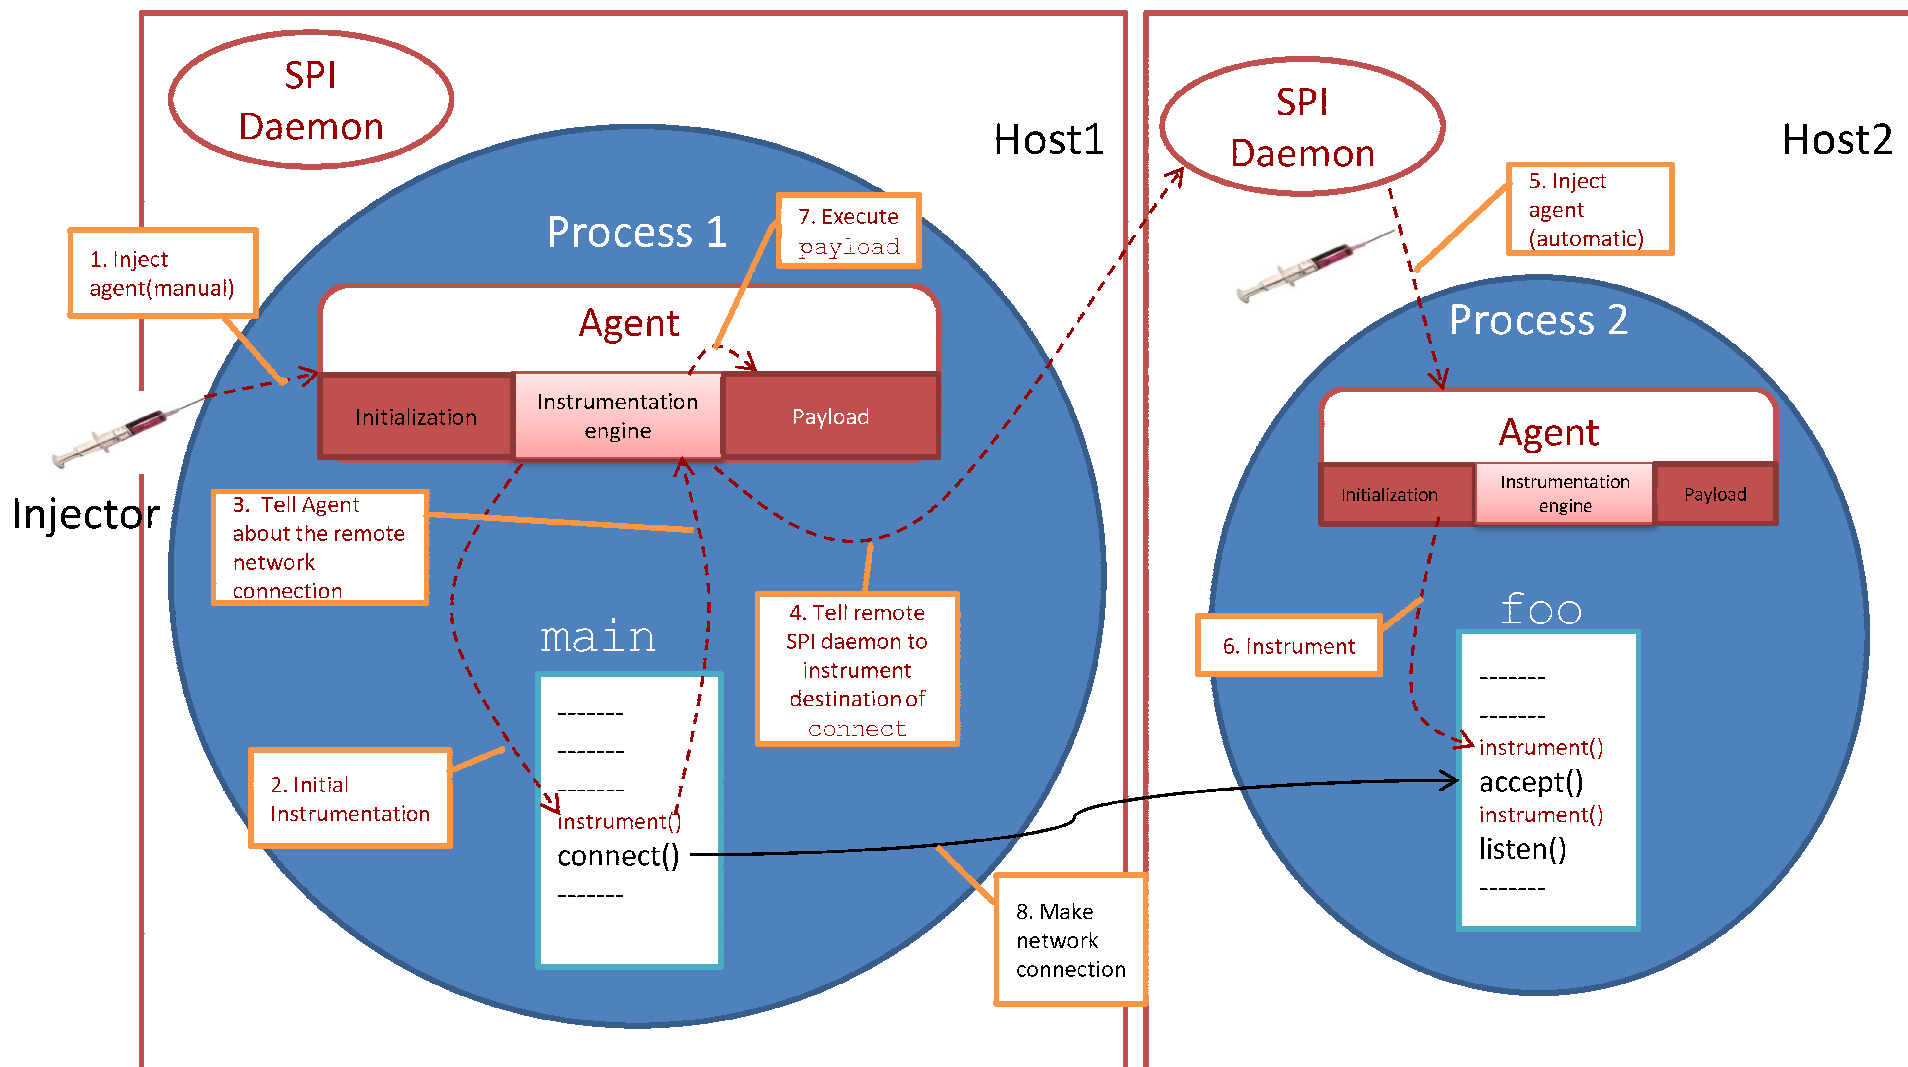 SPI
Daemon
Host1
Process 1
1. Inject
agent(manual)
7. Execute
payload
Agent
Initialization
Instrumentation
engine
Payload
Injector
3. Tell Agent
about the remote
network
connection
4. Tell remote
SPI daemon to
instrument
destination of
connect
main
-------
-------
-------
instrument()
connect()
-------
2. Initial
Instrumentation
8. Make
network
connection
SPI
Daemon
Host2
5. Inject
agent
(automatic)
Process 2
Agent
Initialization
Instrumentation
engine
Payload
6. Instrument
foo
-------
-------
instrument()
accept()
instrument()
listen()
-------